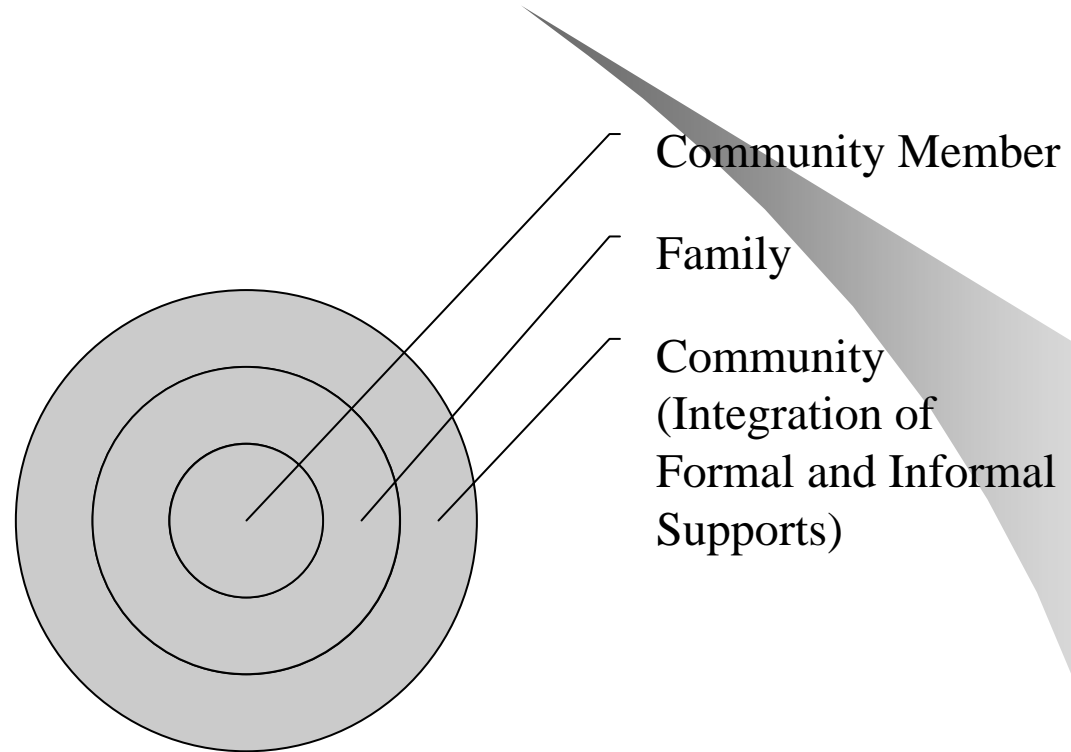 Community Member
Family
Community
(Integration of
Formal and Informal
Supports)